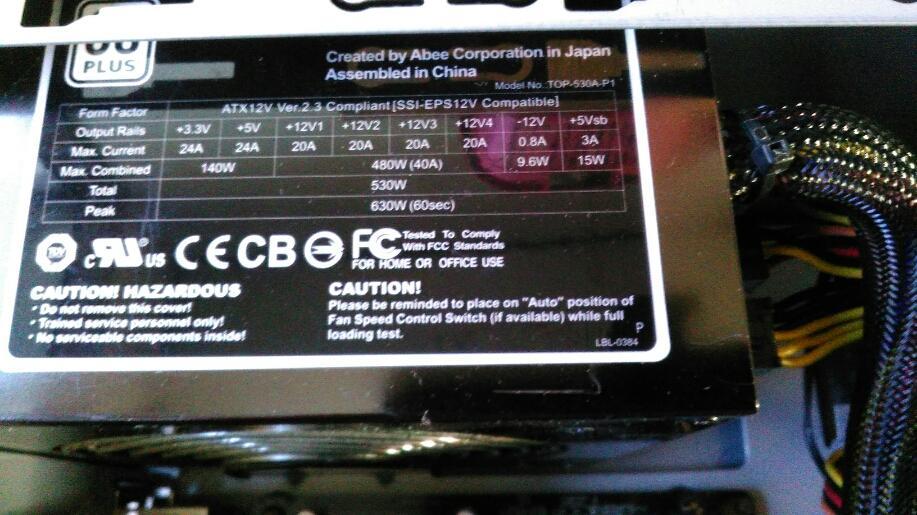 PLUS
Created by Abee Corporation in Japan
Assembled in China
Model No.:TOP-530A-P1
Form Factor ATX12V Ver.2.3 Compliant [SSI-EPS12V Compatible]
Output Rails +3.3V +5V +12V1 +12V2 +12V3 +12V4 -12V +5Vsb
Max. Current 24A 24A 20A 20A 20A 20A 0.8A 3A
Max. Combined 140W 480W (40A) 9.6W 15W
Total 530W
Peak 630W (60sec)
c RU US CE CB FC Tested To Comply
With FCC Standards
FOR HOME OR OFFICE USE
CAUTION! HAZARDOUS
* Do not remove this cover!
* Trained service personnel only!
* No serviceable components inside!
CAUTION!
Please be reminded to place on "Auto" position of
Fan Speed Control Switch (if available) while full
loading test.
P
LBL-0384